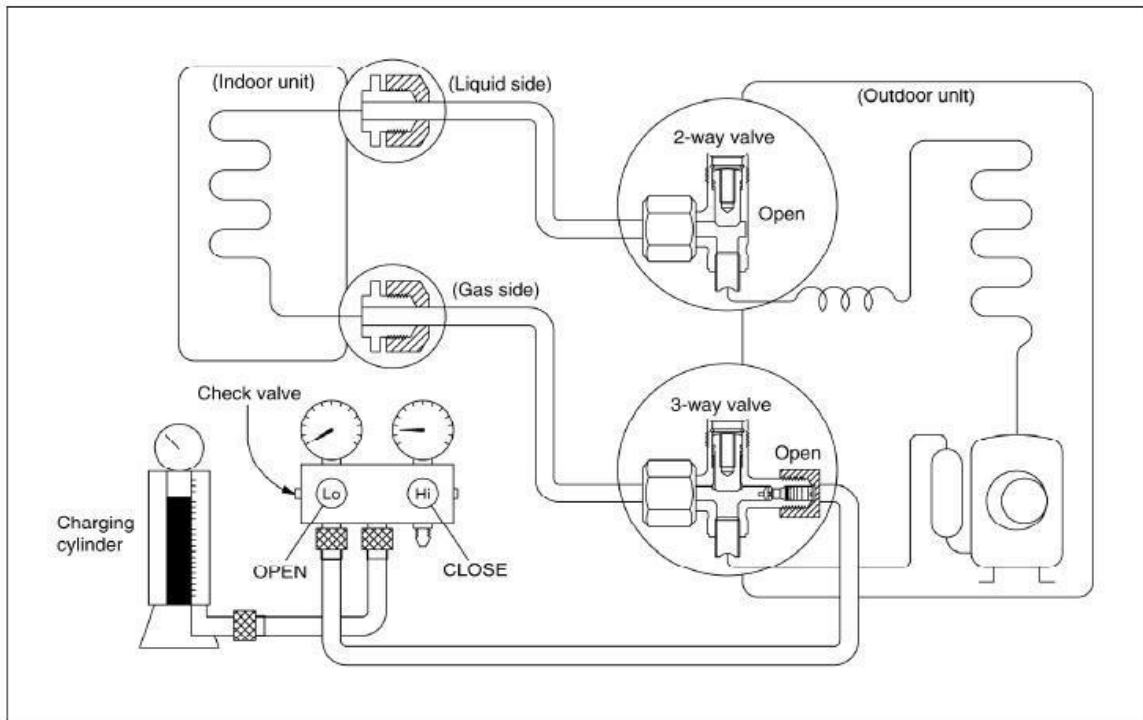 (Indoor unit)
(Liquid side)
(Outdoor unit)
2-way valve
Open
(Gas side)
Check valve
3-way valve
Open
Lo
Hi
Charging
cylinder
OPEN
CLOSE